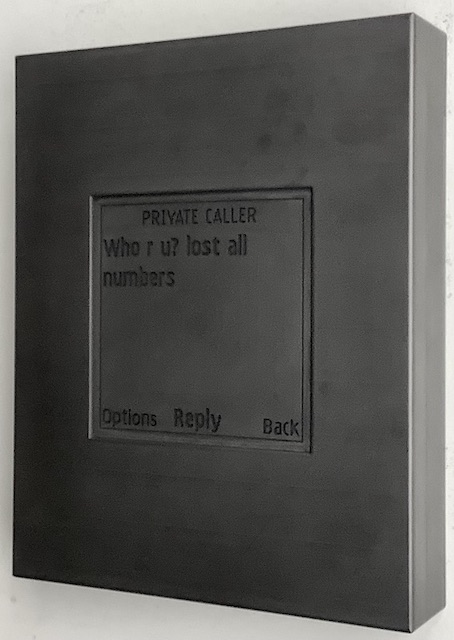 PRIVATE CALLER
Who r u? lost all
numbers
Options Reply Back